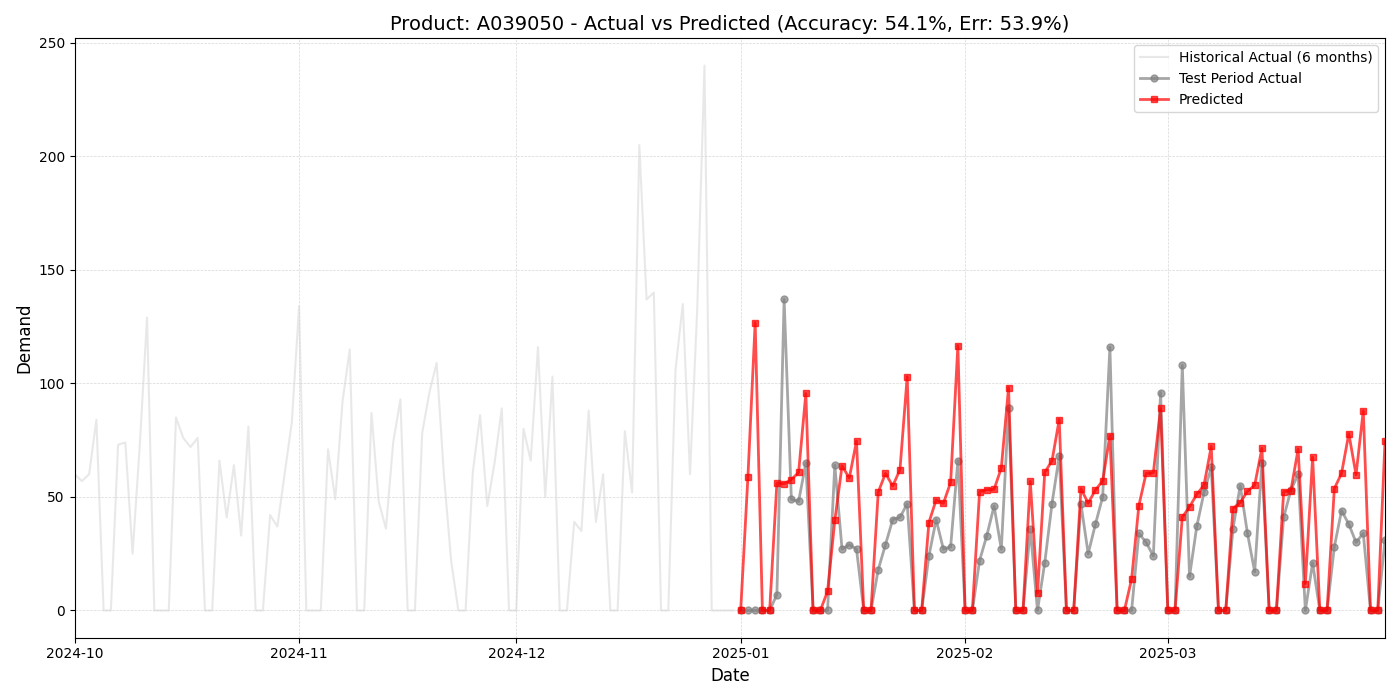 Product: A039050 - Actual vs Predicted (Accuracy: 54.1%, Err: 53.9%)
250
200
150
100
50
0
Demand
Historical Actual (6 months)
Test Period Actual
Predicted
2024-10
2024-11
2024-12
2025-01
2025-02
2025-03
Date